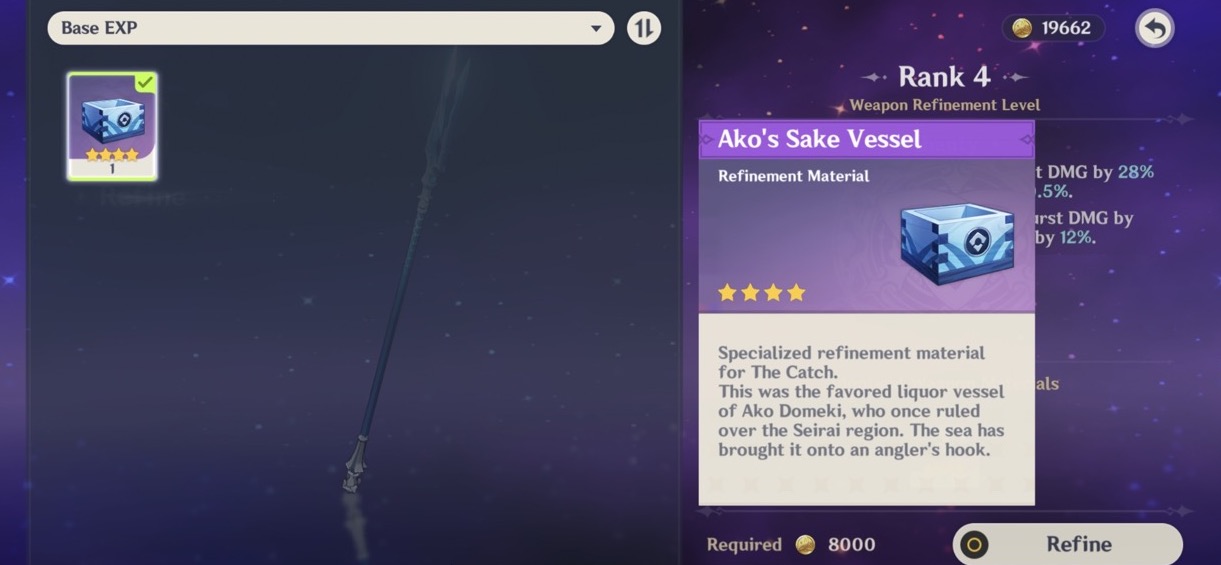 Base EXP
1
19662
Rank 4
Weapon Refinement Level
Ako's Sake Vessel
Refinement Material
t DMG by 28%
.5%.
urst DMG by
by 12%.
Specialized refinement material
for The Catch.
This was the favored liquor vessel
of Ako Domeki, who once ruled
over the Seirai region. The sea has
brought it onto an angler's hook.
als
Required 8000
Refine